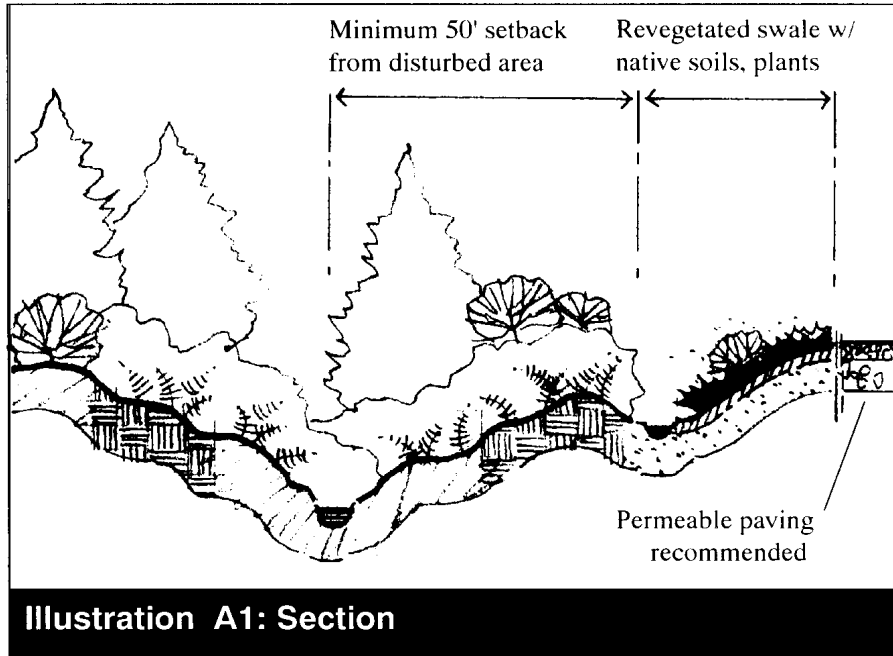 Minimum 50' setback
from disturbed area
Revegetated swale w/
native soils, plants
Permeable paving
recommended
Illustration A1: Section